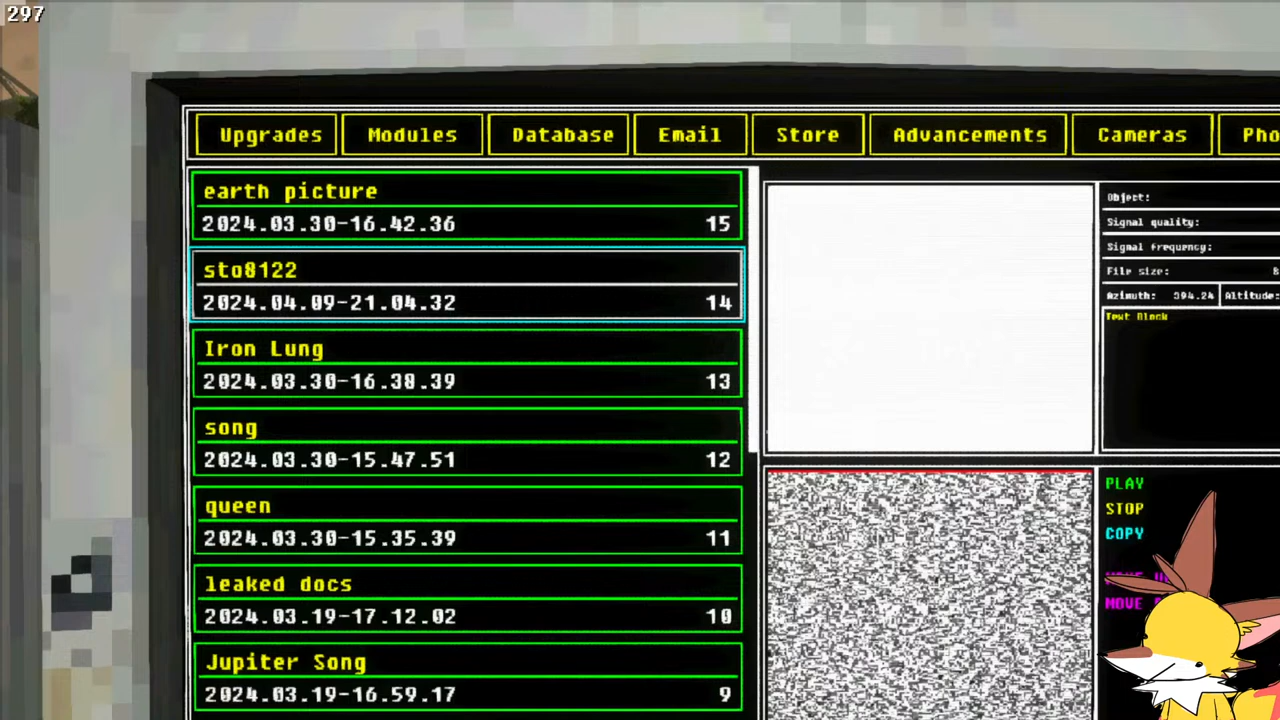 297
Upgrades Modules Database Email Store Advancements Cameras Pho
earth picture
2024.03.30-16.42.36 15
sto8122
2024.04.09-21.04.32 14
Iron Lung
2024.03.30-16.38.39 13
song
2024.03.30-15.47.51 12
queen
2024.03.30-15.35.39 11
leaked docs
2024.03.19-17.12.02 10
Jupiter Song
2024.03.19-16.59.17 9
Object:
Signal quality:
Signal frequency:
File size: 8
Azimuth: 394.24 Altitude:
Text Block
PLAY
STOP
COPY
MOVE